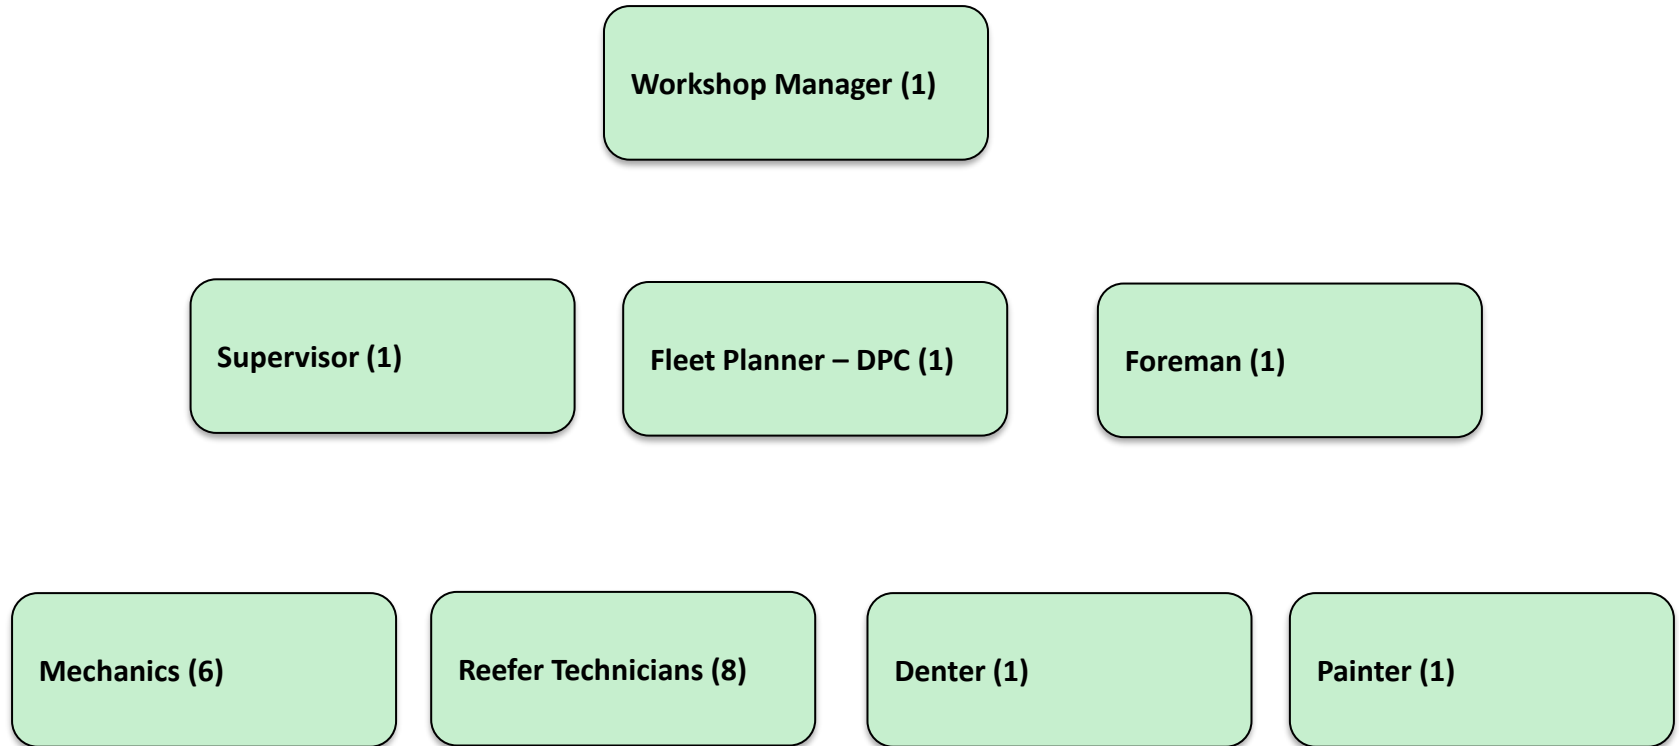 Workshop Manager (1)
Supervisor (1)
Fleet Planner – DPC (1)
Foreman (1)
Mechanics (6)
Reefer Technicians (8)
Denter (1)
Painter (1)